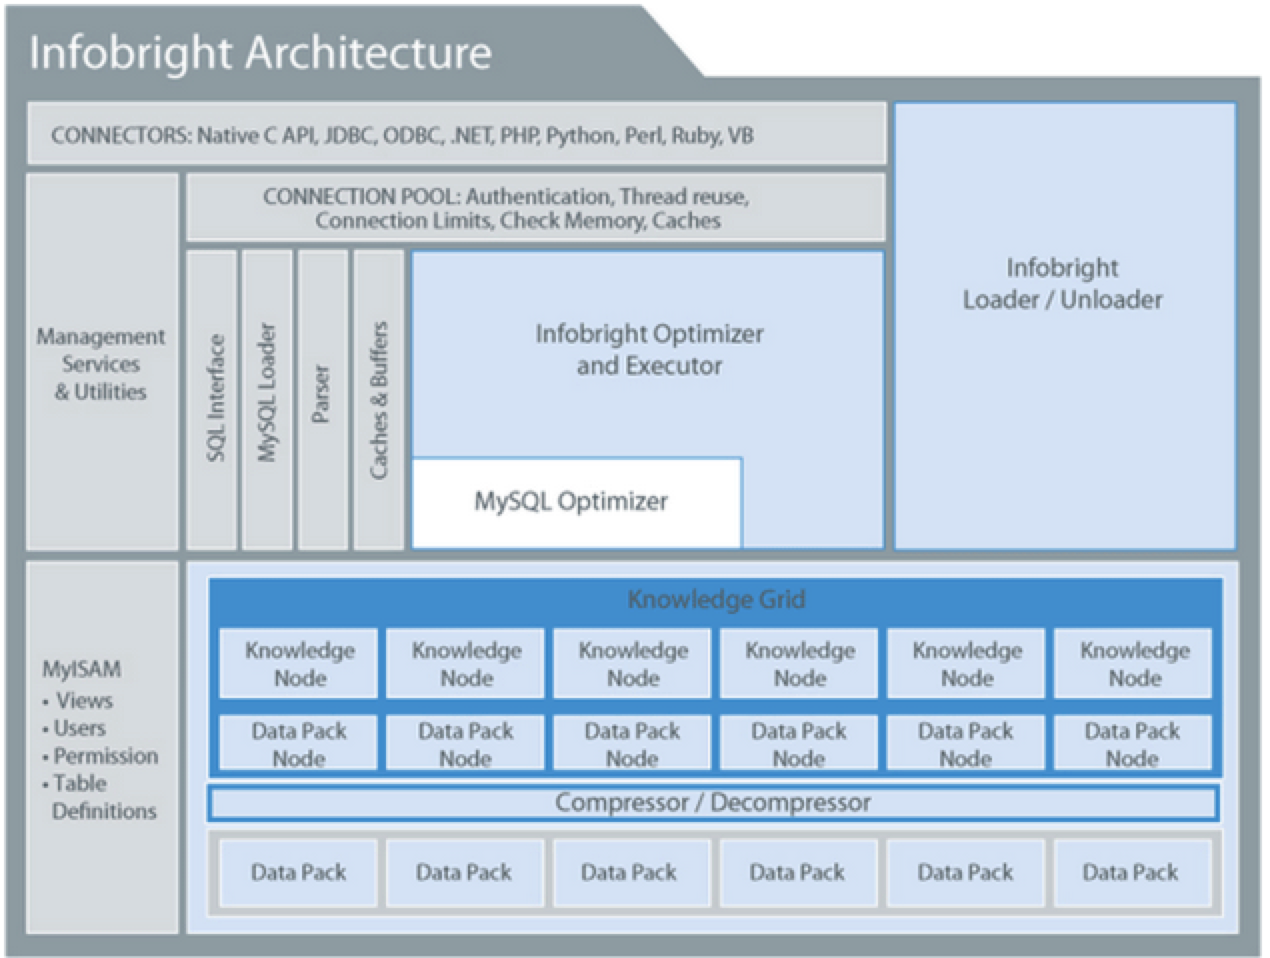 Infobright Architecture
CONNECTORS: Native C API, JDBC, ODBC, .NET, PHP, Python, Perl, Ruby, VB
CONNECTION POOL: Authentication, Thread reuse,
Connection Limits, Check Memory, Caches
Infobright
Loader / Unloader
Management
Services
& Utilities
SQL Interface
MySQL Loader
Parser
Caches & Buffers
Infobright Optimizer
and Executor
MySQL Optimizer
MyISAM
• Views
• Users
• Permission
• Table
Definitions
Knowledge Grid
Knowledge
Node
Knowledge
Node
Knowledge
Node
Knowledge
Node
Knowledge
Node
Knowledge
Node
Data Pack
Node
Data Pack
Node
Data Pack
Node
Data Pack
Node
Data Pack
Node
Data Pack
Node
Compressor / Decompressor
Data Pack
Data Pack
Data Pack
Data Pack
Data Pack
Data Pack